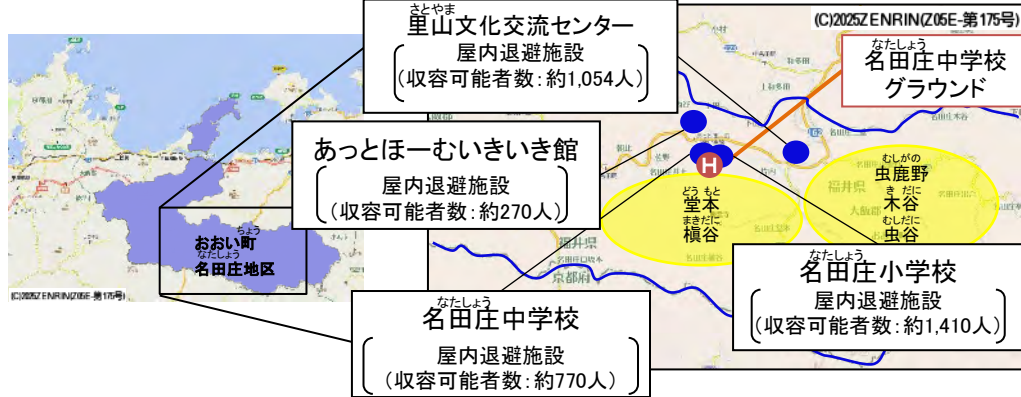 里山文化交流センター
さとやま
屋内退避施設
(収容可能者数:約1,054人)
(C)2025ZENRIN(Z05E-第175号)
なたしょう
名田庄中学校
グラウンド
あっとほーむいきいき館
屋内退避施設
(収容可能者数:約270人)
H
162
どう もと
堂本
まきだに
槇谷
むしがの
虫鹿野
き だに
木谷
むしだに
虫谷
福井県
福井県
京都府
ちょう
おおい町
なたしょう
名田庄地区
(C)2025ZENRIN(Z05E-第175号)
なたしょう
名田庄中学校
屋内退避施設
(収容可能者数:約770人)
なたしょう
名田庄小学校
屋内退避施設
(収容可能者数:約1,410人)